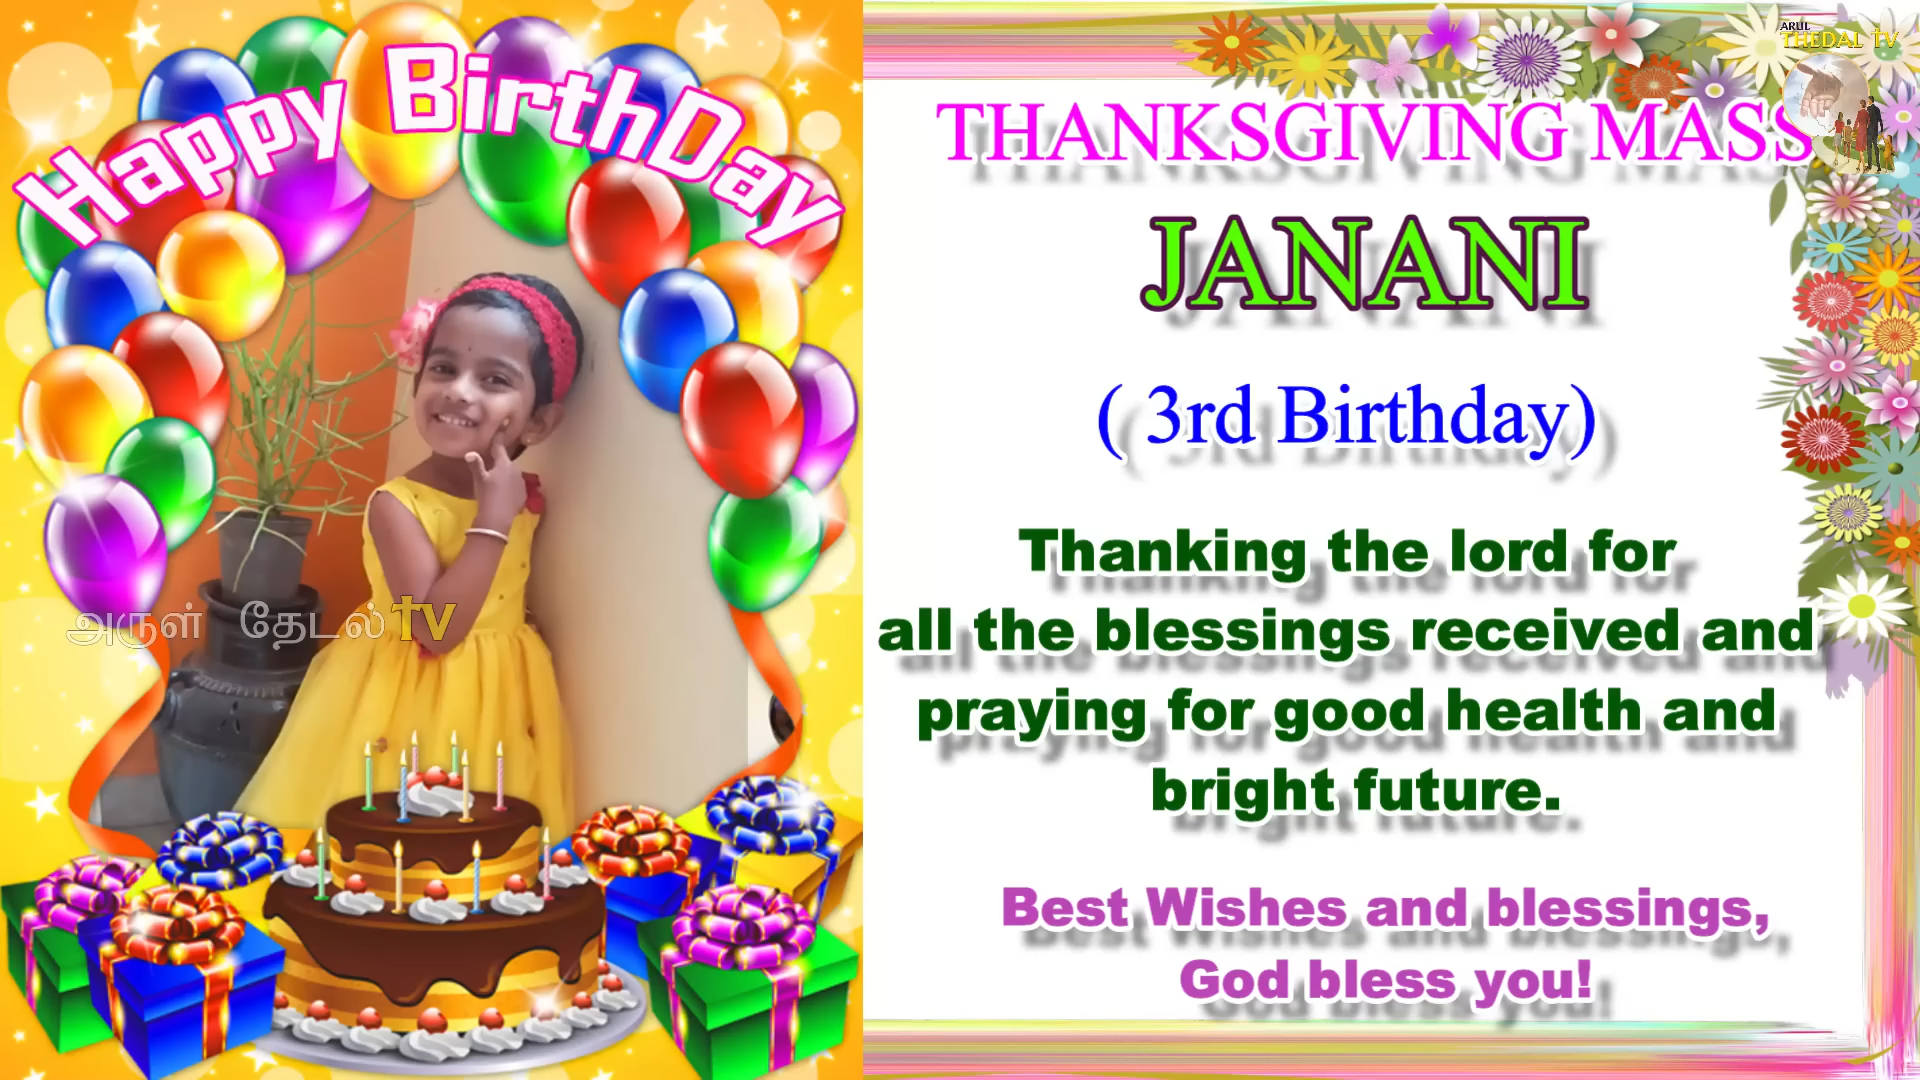 Happy BirthDay
அருள் தேடல் TV
ARUL
THEDAL TV
THANKSGIVING MASS
JANANI
( 3rd Birthday)
Thanking the lord for
all the blessings received and
praying for good health and
bright future.
Best Wishes and blessings,
God bless you!